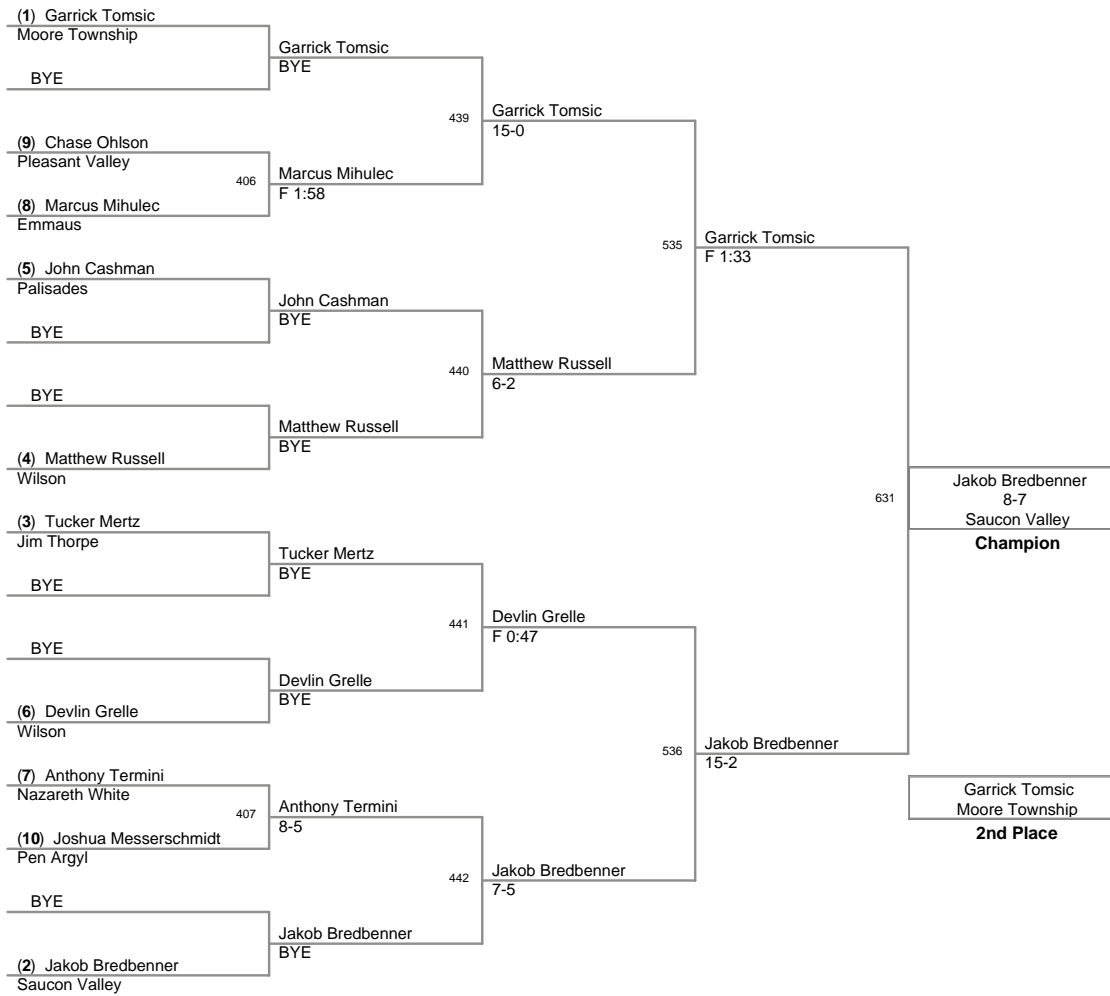 (1) Garrick Tomsic
Moore Township
BYE
(9) Chase Ohlson
Pleasant Valley
(8) Marcus Mihulec
Emmaus
(5) John Cashman
Palisades
BYE
BYE
(4) Matthew Russell
Wilson
(3) Tucker Mertz
Jim Thorpe
BYE
BYE
(6) Devlin Grelle
Wilson
(7) Anthony Termini
Nazareth White
(10) Joshua Messerschmidt
Pen Argyl
BYE
(2) Jakob Bredbenner
Saucon Valley
Garrick Tomsic
BYE
406
Marcus Mihulec
F 1:58
John Cashman
BYE
Matthew Russell
BYE
Tucker Mertz
BYE
Devlin Grelle
BYE
407
Anthony Termini
8-5
Jakob Bredbenner
BYE
439
Garrick Tomsic
15-0
440
Matthew Russell
6-2
441
Devlin Grelle
F 0:47
442
Jakob Bredbenner
7-5
535
Garrick Tomsic
F 1:33
536
Jakob Bredbenner
15-2
631
Jakob Bredbenner
8-7
Saucon Valley
Champion
Garrick Tomsic
Moore Township
2nd Place